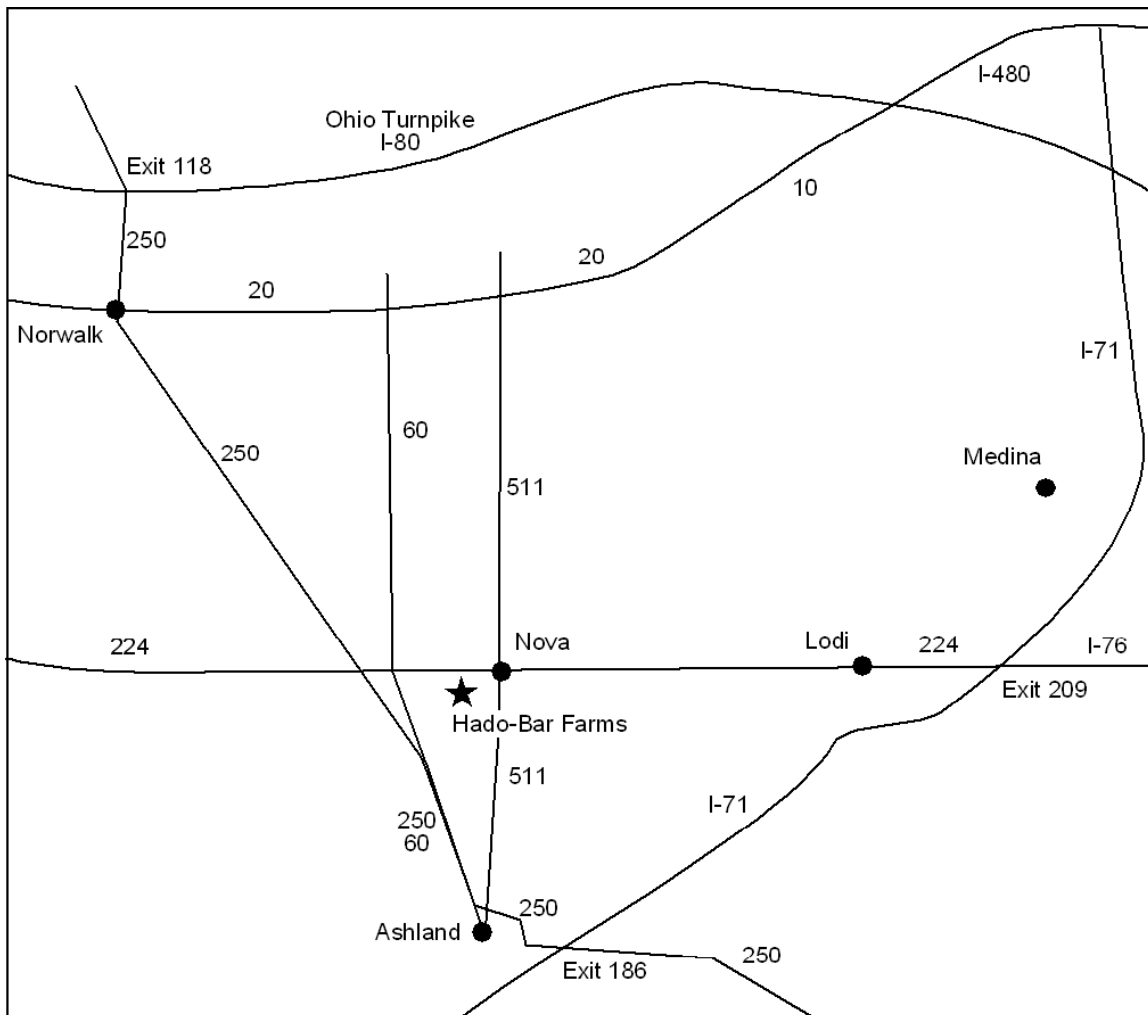 I-480
Ohio Turnpike
I-80
Exit 118
10
250
20
20
Norwalk
I-71
60
250
Medina
511
224
Nova
Lodi
224
I-76
Exit 209
Hado-Bar Farms
511
I-71
250
60
250
Ashland
250
Exit 186